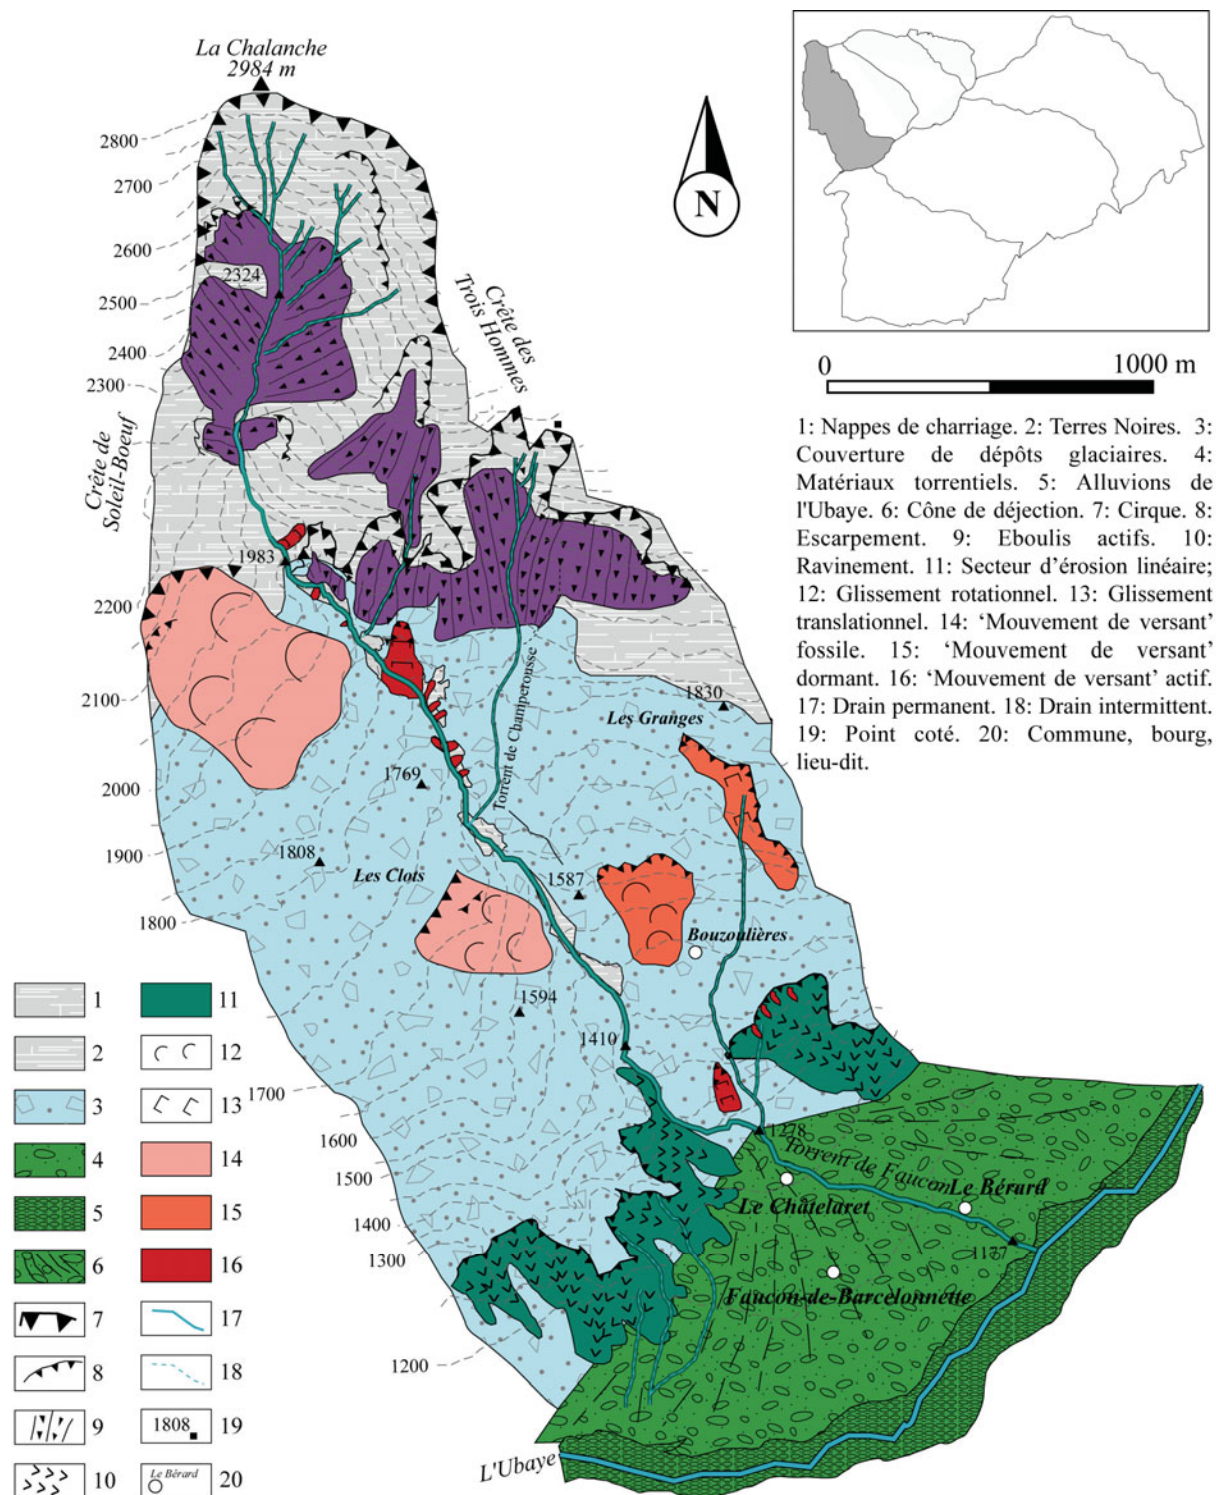 La Chalanche
2984 m
2800
2700
2600
2500
2400
2300
2324
Crête des
Trois Hommes
Crête de
Soleil-Boeuf
N
0 1000 m
1: Nappes de charriage. 2: Terres Noires. 3:
Couverture de dépôts glaciaires. 4:
Matériaux torrentiels. 5: Alluvions de
l'Ubaye. 6: Cône de déjection. 7: Cirque. 8:
Escarpement. 9: Eboulis actifs. 10:
Ravinement. 11: Secteur d’érosion linéaire;
12: Glissement rotationnel. 13: Glissement
translationnel. 14: ‘Mouvement de versant’
fossile. 15: ‘Mouvement de versant’
dormant. 16: ‘Mouvement de versant’ actif.
17: Drain permanent. 18: Drain intermittent.
19: Point coté. 20: Commune, bourg,
lieu-dit.
1983
2200
2100
2000
1900
1800
Torrent de Champerousse
1830
Les Granges
1769
1808
Les Clots
1587
Bouzoulières
1594
1410
1700
1600
1500
1400
1300
1200
1278
Torrent de Faucon
Le Bérard
Le Châtelaret
1177
Faucon-de-Barcelonnette
L'Ubaye
1 11
2 12
3 13
4 14
5 15
6 16
7 17
8 18
9 1808 19
10 Le Bérard 20